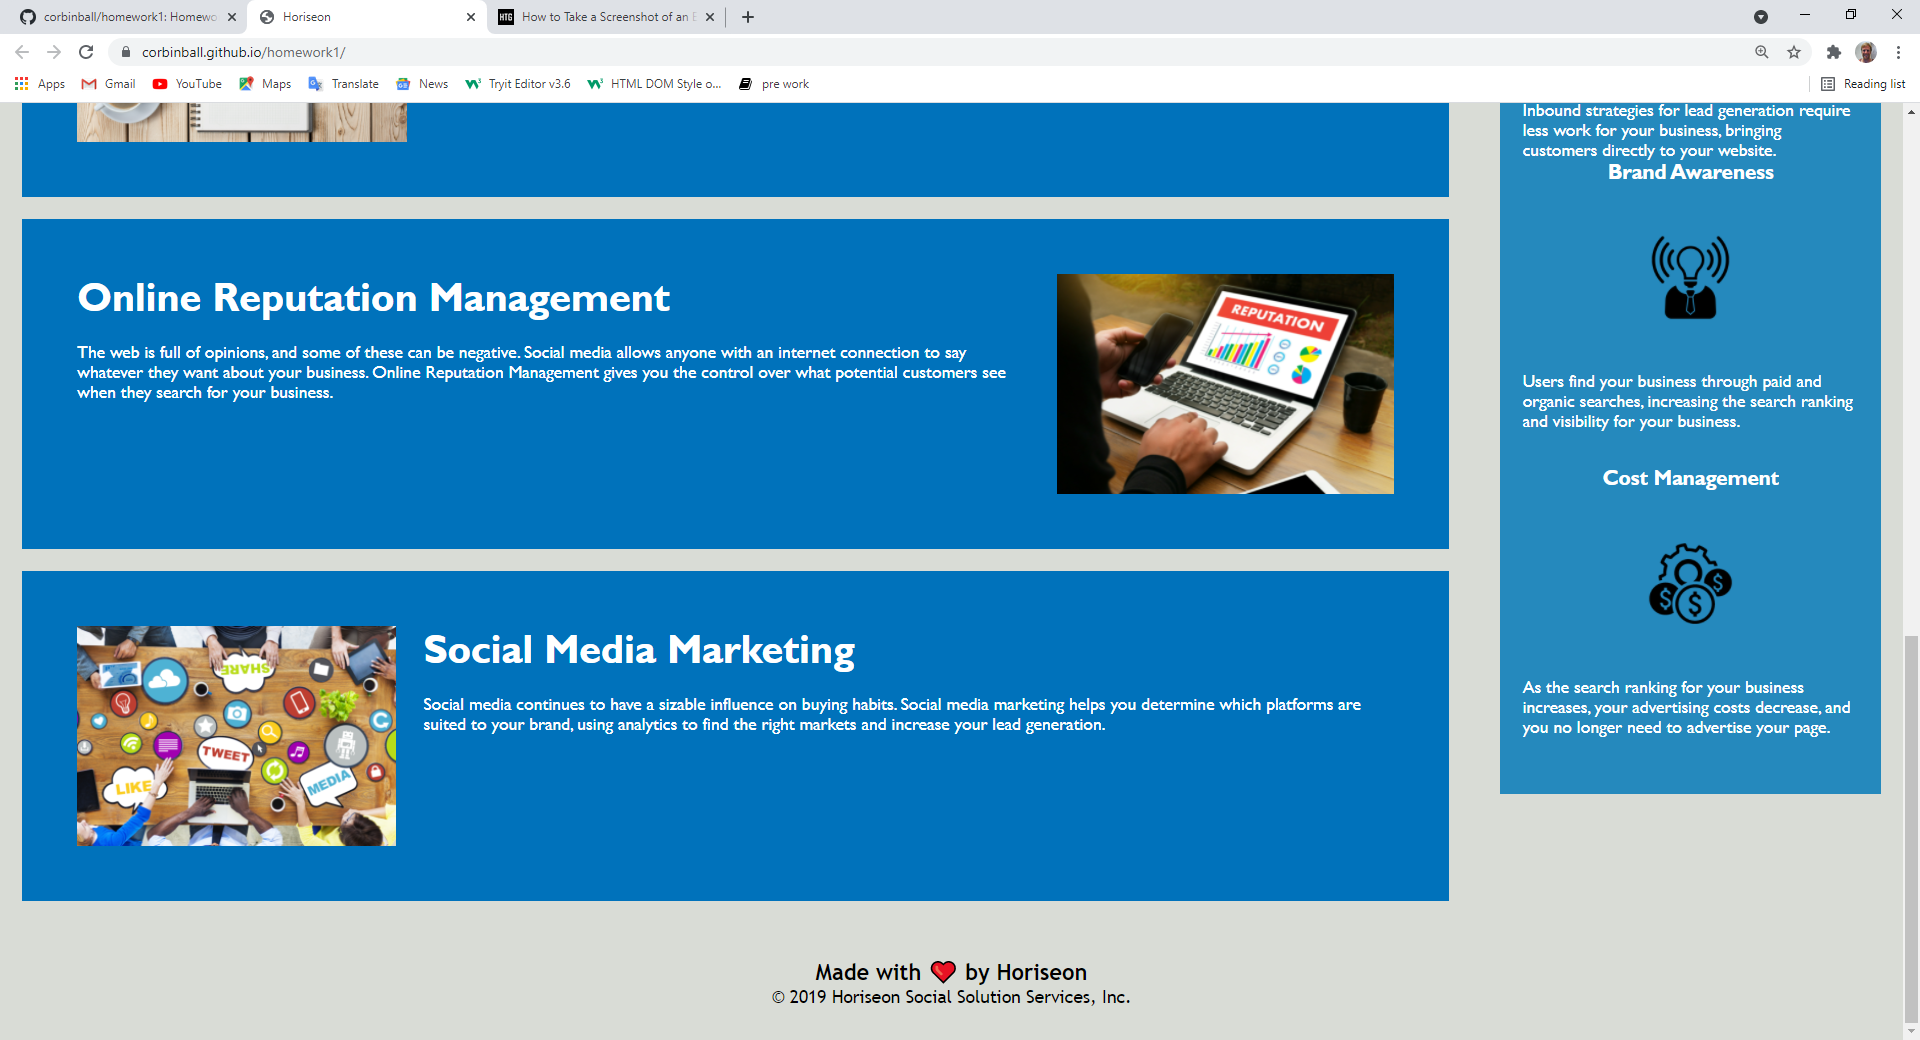 corbinball/homework1: Homewo
Horiseon
HTG
How to Take a Screenshot of an E
corbinball.github.io/homework1/
Apps
Gmail
YouTube
Maps
Translate
News
Tryit Editor v3.6
HTML DOM Style o...
pre work
Reading list
Online Reputation Management
The web is full of opinions, and some of these can be negative. Social media allows anyone with an internet connection to say
whatever they want about your business. Online Reputation Management gives you the control over what potential customers see
when they search for your business.
REPUTATION
SHARE
TWEET
LIKE
MEDIA
Social Media Marketing
Social media continues to have a sizable influence on buying habits. Social media marketing helps you determine which platforms are
suited to your brand, using analytics to find the right markets and increase your lead generation.
Inbound strategies for lead generation require
less work for your business, bringing
customers directly to your website.
Brand Awareness
Users find your business through paid and
organic searches, increasing the search ranking
and visibility for your business.
Cost Management
$
$
$
As the search ranking for your business
increases, your advertising costs decrease, and
you no longer need to advertise your page.
Made with ❤ by Horiseon
© 2019 Horiseon Social Solution Services, Inc.